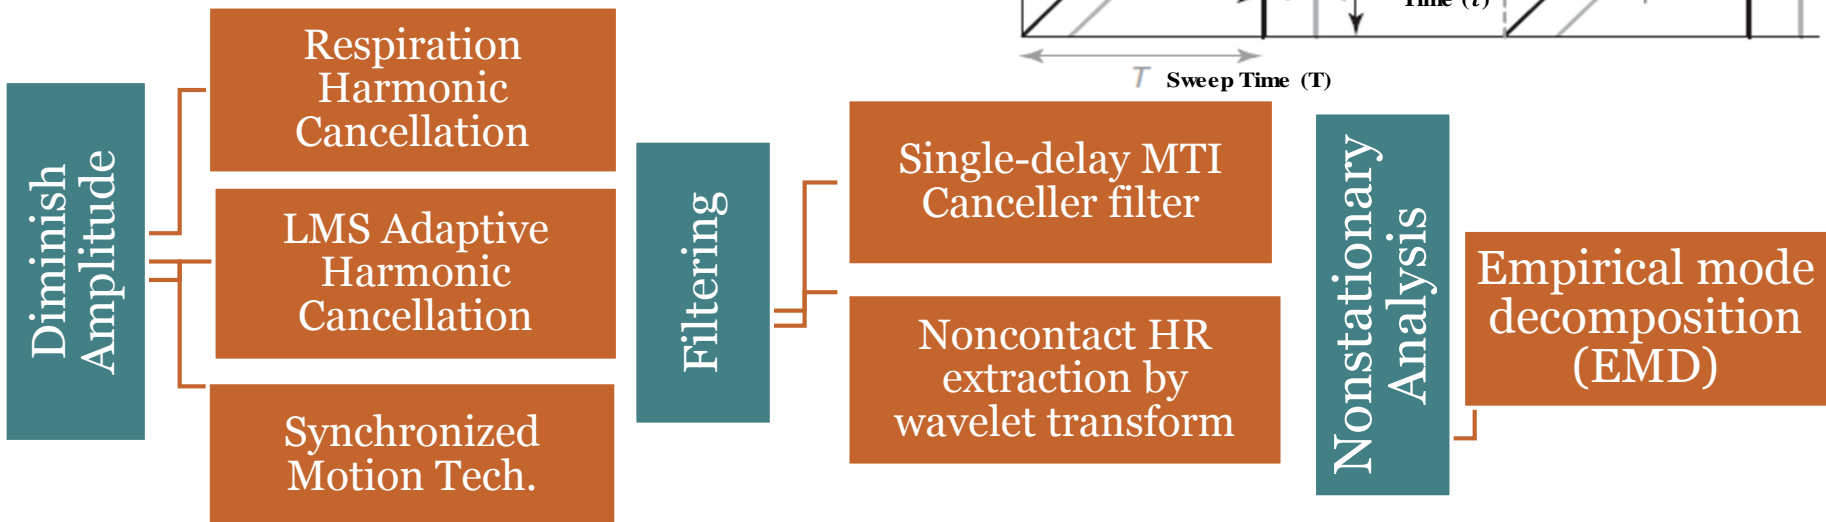 Time (t)
T Sweep Time (T)
Diminish
Amplitude
Respiration
Harmonic
Cancellation
LMS Adaptive
Harmonic
Cancellation
Synchronized
Motion Tech.
Filtering
Single-delay MTI
Canceller filter
Noncontact HR
extraction by
wavelet transform
Nonstationary
Analysis
Empirical mode
decomposition
(EMD)